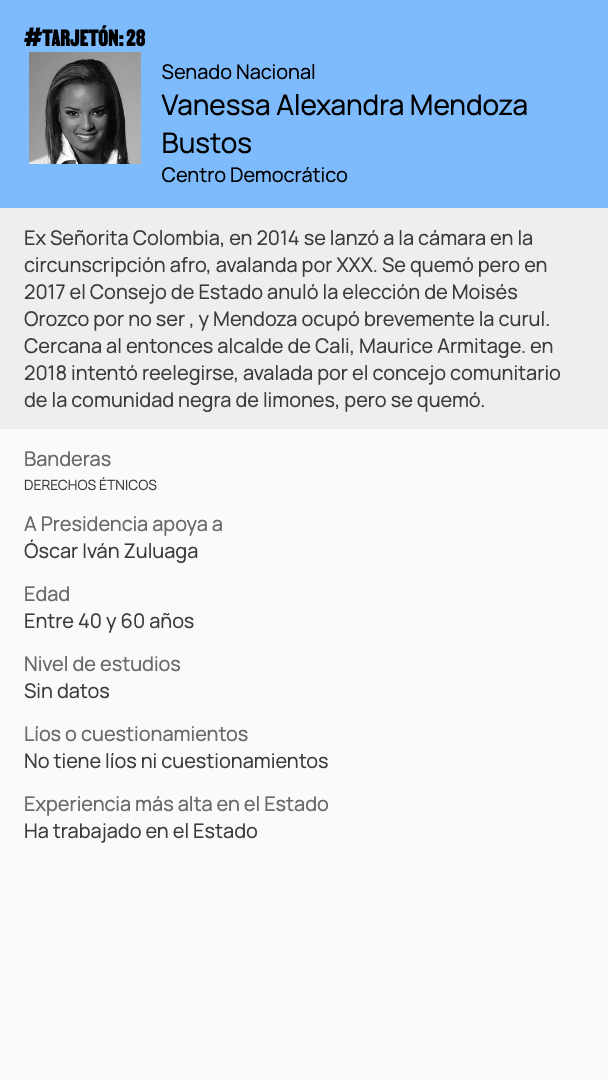 #TARJETÓN: 28
Senado Nacional
Vanessa Alexandra Mendoza
Bustos
Centro Democrático
Ex Señorita Colombia, en 2014 se lanzó a la cámara en la
circunscripción afro, avalanda por XXX. Se quemó pero en
2017 el Consejo de Estado anuló la elección de Moisés
Orozco por no ser , y Mendoza ocupó brevemente la curul.
Cercana al entonces alcalde de Cali, Maurice Armitage. en
2018 intentó reelegirse, avalada por el concejo comunitario
de la comunidad negra de limones, pero se quemó.
Banderas
DERECHOS ÉTNICOS
A Presidencia apoya a
Óscar Iván Zuluaga
Edad
Entre 40 y 60 años
Nivel de estudios
Sin datos
Líos o cuestionamientos
No tiene líos ni cuestionamientos
Experiencia más alta en el Estado
Ha trabajado en el Estado